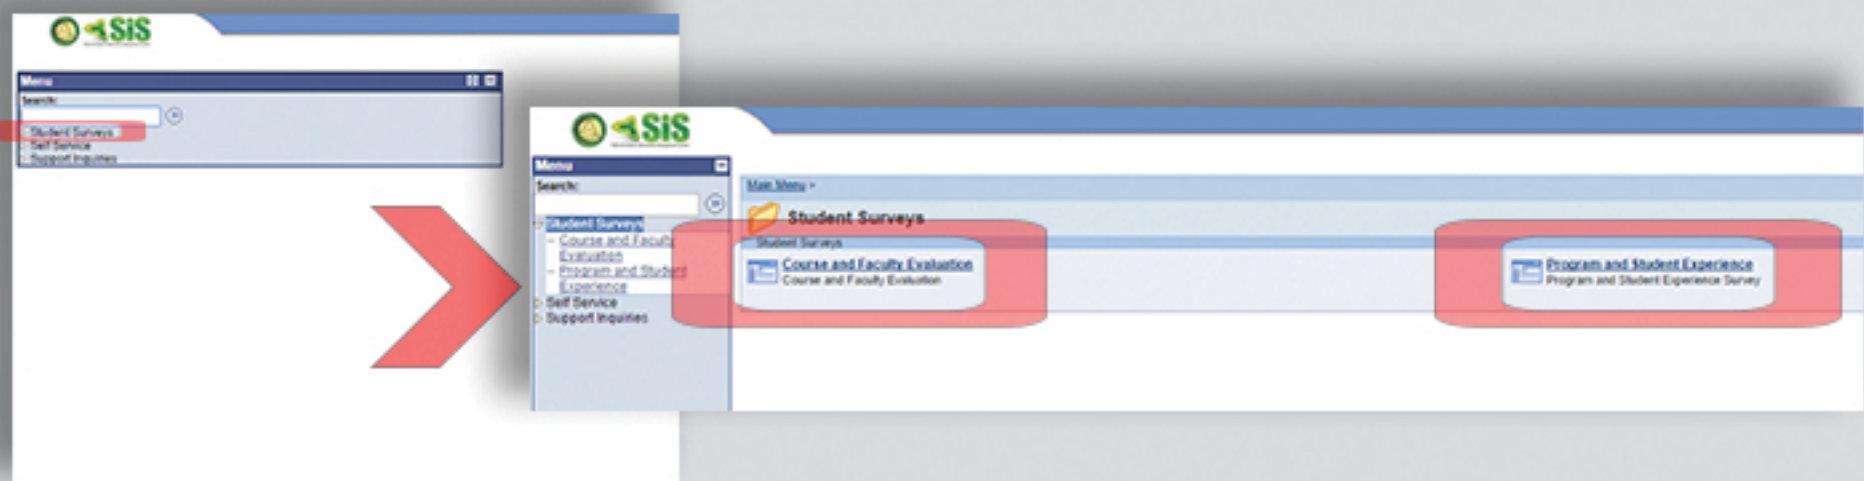 SiS
Menu
Search:
Student Surveys
Self Service
Support Inquiries
SiS
Menu
Search:
Student Surveys
Course and Faculty
Evaluation
Program and Student
Experience
Self Service
Support Inquiries
Main Menu >
Student Surveys
Student Surveys
Course and Faculty Evaluation
Course and Faculty Evaluation
Program and Student Experience
Program and Student Experience Survey